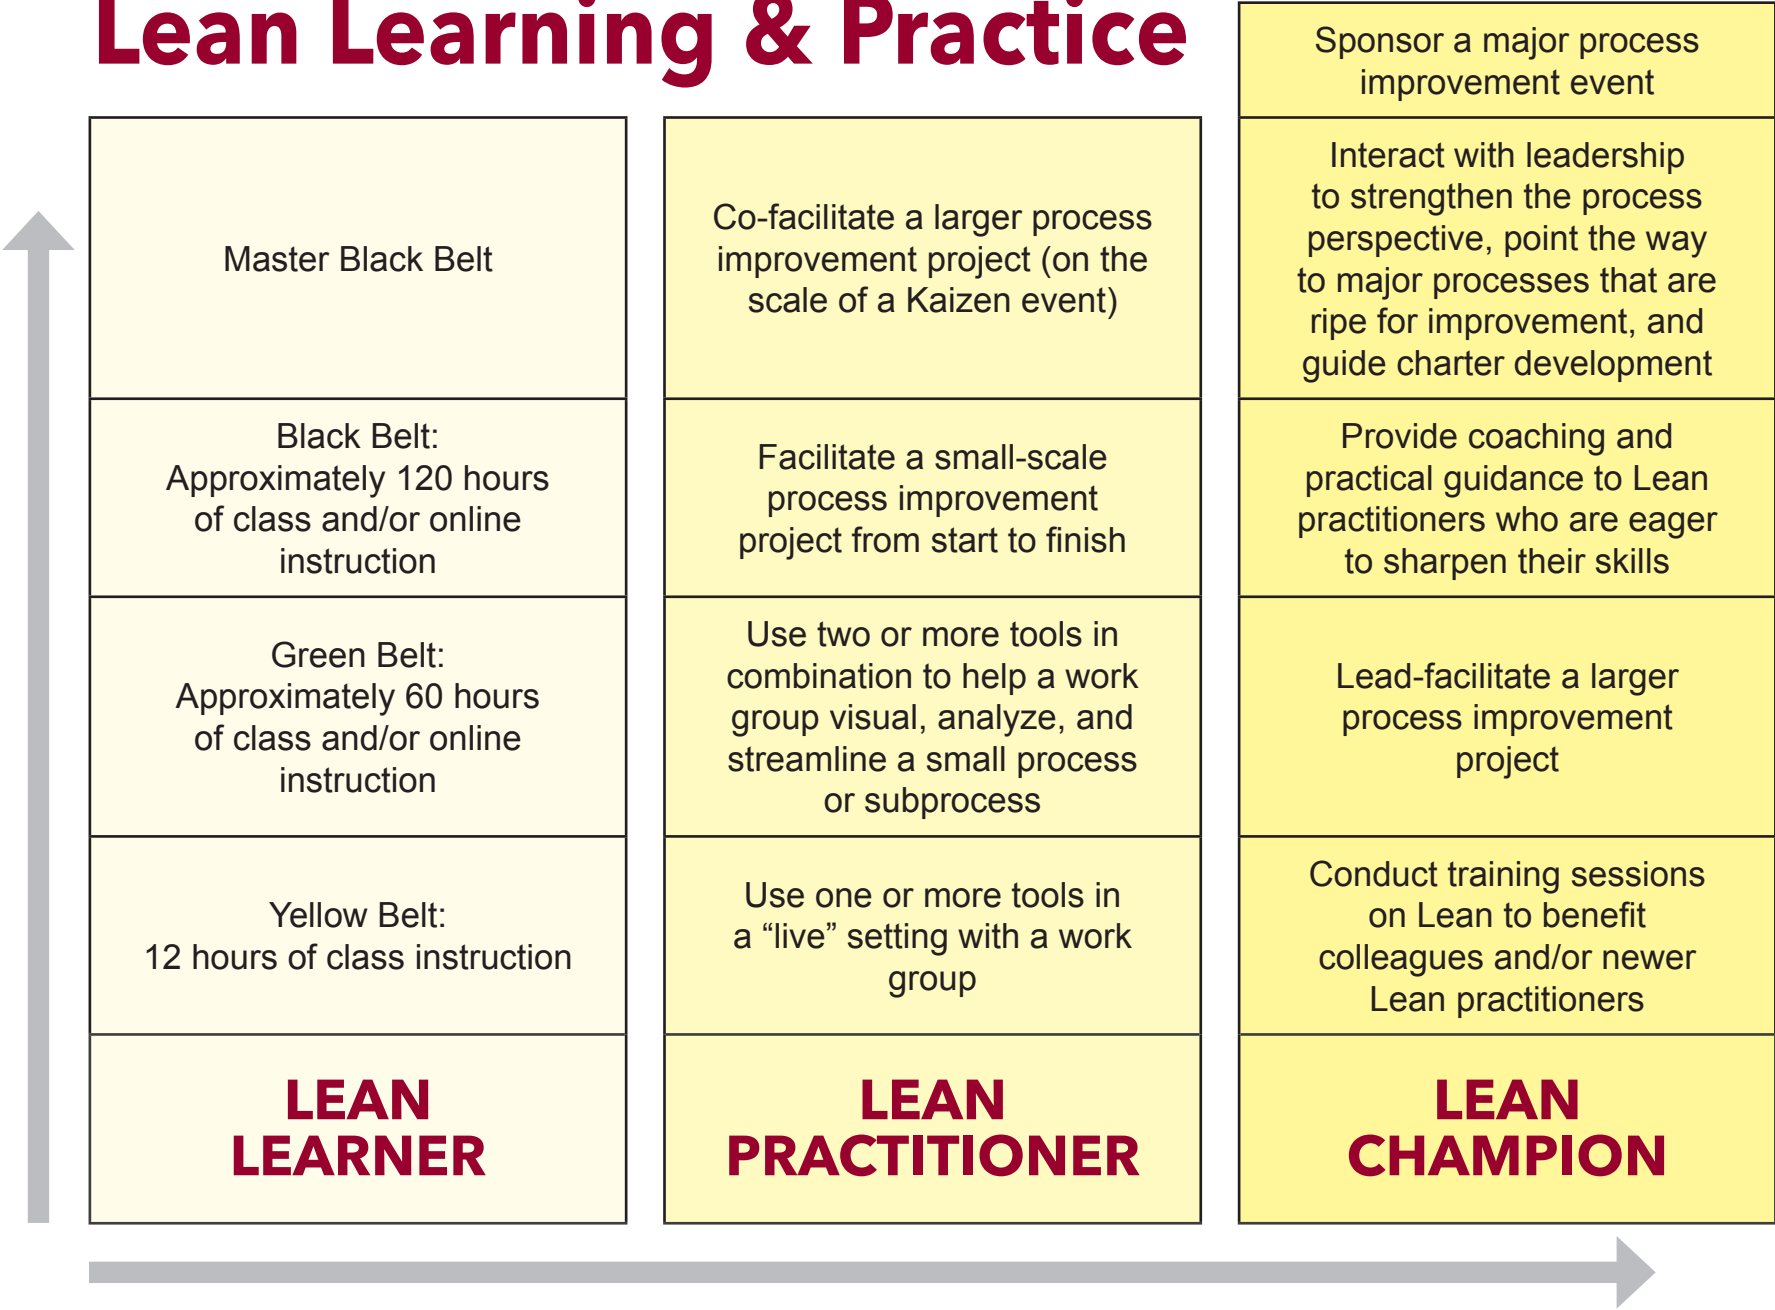 Lean Learning & Practice
Master Black Belt
Black Belt:
Approximately 120 hours
of class and/or online
instruction
Green Belt:
Approximately 60 hours
of class and/or online
instruction
Yellow Belt:
12 hours of class instruction
LEAN
LEARNER
Co-facilitate a larger process
improvement project (on the
scale of a Kaizen event)
Facilitate a small-scale
process improvement
project from start to finish
Use two or more tools in
combination to help a work
group visual, analyze, and
streamline a small process
or subprocess
Use one or more tools in
a “live” setting with a work
group
LEAN
PRACTITIONER
Sponsor a major process
improvement event
Interact with leadership
to strengthen the process
perspective, point the way
to major processes that are
ripe for improvement, and
guide charter development
Provide coaching and
practical guidance to Lean
practitioners who are eager
to sharpen their skills
Lead-facilitate a larger
process improvement
project
Conduct training sessions
on Lean to benefit
colleagues and/or newer
Lean practitioners
LEAN
CHAMPION